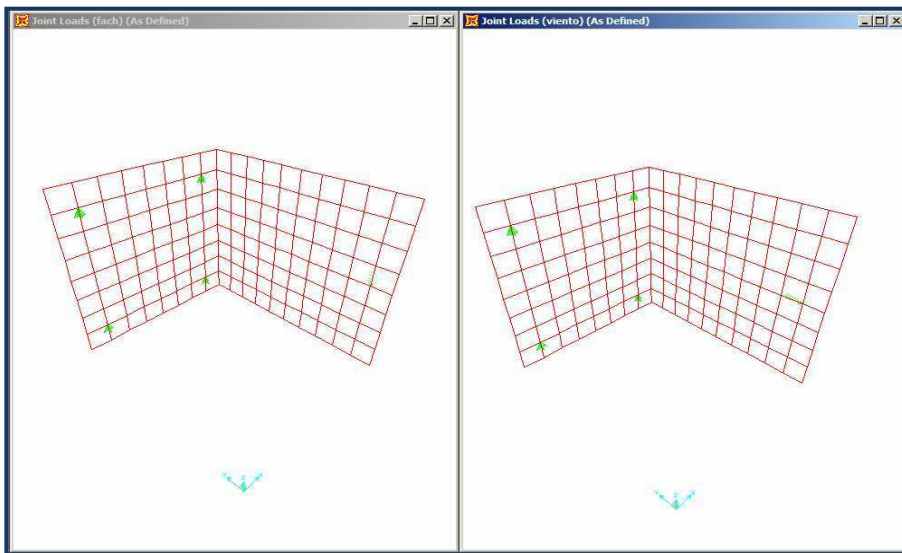 Joint Loads (fach) (As Defined)
Joint Loads (viento) (As Defined)
Y
Z
X
Y
Z
X